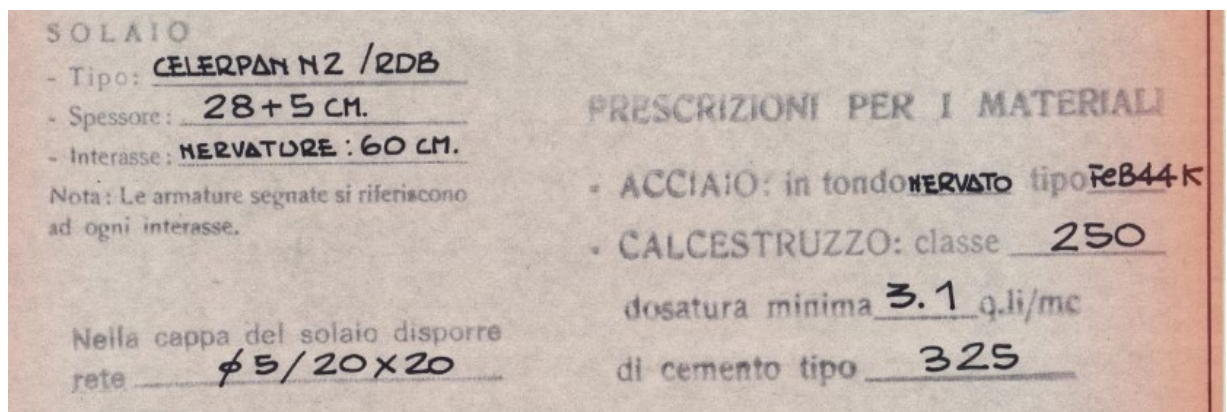 SOLAIO
- Tipo: CELERPAN N2 /RDB
- Spessore: 28+5 CM.
- Interasse: NERVATURE: 60 CM.
Nota: Le armature segnate si riferiscono
ad ogni interasse.
Nella cappa del solaio disporre
rete ø5/20x20
PRESCRIZIONI PER I MATERIALI
- ACCIAIO: in tondo NERVATO tipo FeB44K
- CALCESTRUZZO: classe 250
dosatura minima 3.1 q.li/mc
di cemento tipo 325